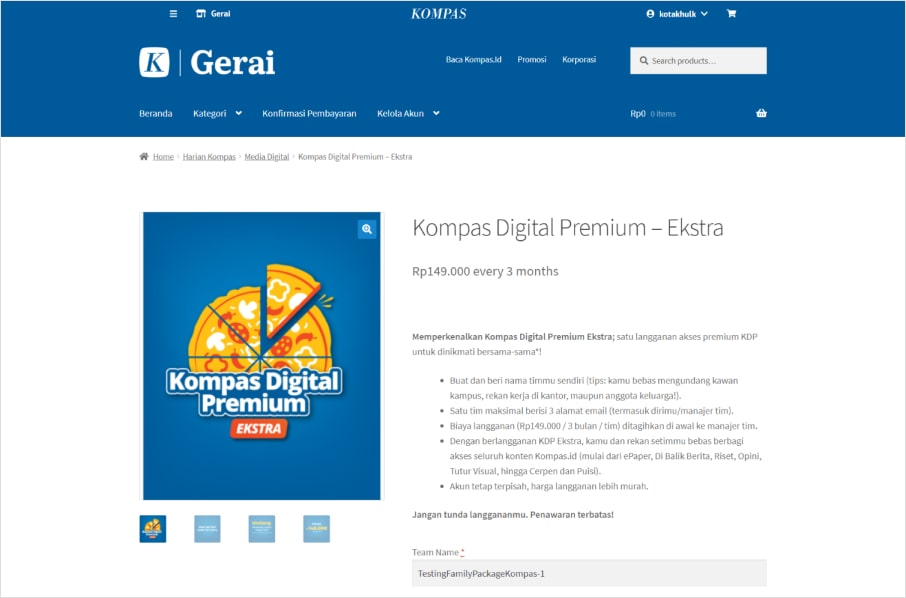 Gerai
KOMPAS
kotakhulk
K Gerai
Baca Kompas.Id Promosi Korporasi
Search products…
Beranda Kategori Konfirmasi Pembayaran Kelola Akun
Rp0 0 items
Home › Harian Kompas › Media Digital › Kompas Digital Premium – Ekstra
Kompas Digital
Premium
EKSTRA
Kompas Digital Premium – Ekstra
Rp149.000 every 3 months
Memperkenalkan Kompas Digital Premium Ekstra; satu langganan akses premium KDP
untuk dinikmati bersama-sama*!
• Buat dan beri nama timmu sendiri (tips: kamu bebas mengundang kawan
kampus, rekan kerja di kantor, maupun anggota keluarga!).
• Satu tim maksimal berisi 3 alamat email (termasuk dirimu/manajer tim).
• Biaya langganan (Rp149.000 / 3 bulan / tim) ditagihkan di awal ke manajer tim.
• Dengan berlangganan KDP Ekstra, kamu dan rekan setimmu bebas berbagi
akses seluruh konten Kompas.id (mulai dari ePaper, Di Balik Berita, Riset, Opini,
Tutur Visual, hingga Cerpen dan Puisi).
• Akun tetap terpisah, harga langganan lebih murah.
Jangan tunda langgananmu. Penawaran terbatas!
Team Name *
TestingFamilyPackageKompas-1